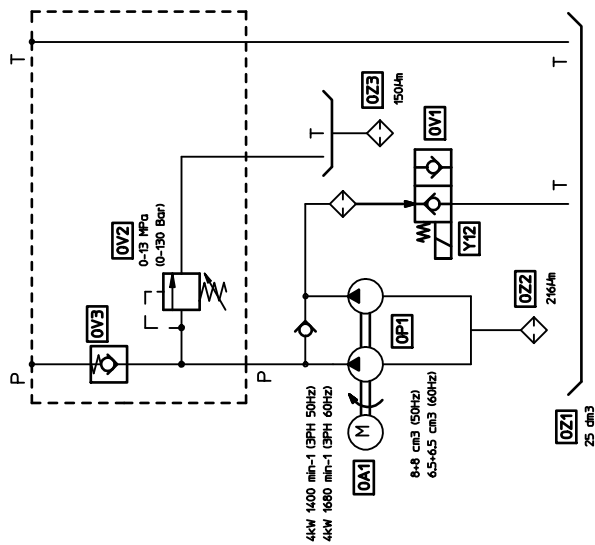 T
T
0Z3
150µm
T
0V1
T
0V2
0-13 MPa
(0-130 Bar)
Y12
0Z2
216µm
0V3
0P1
P
P
4kW 1400 min-1 (3PH 50Hz)
4kW 1680 min-1 (3PH 60Hz)
M
0A1
8+8 cm3 (50Hz)
6.5+6.5 cm3 (60Hz)
0Z1
25 dm3